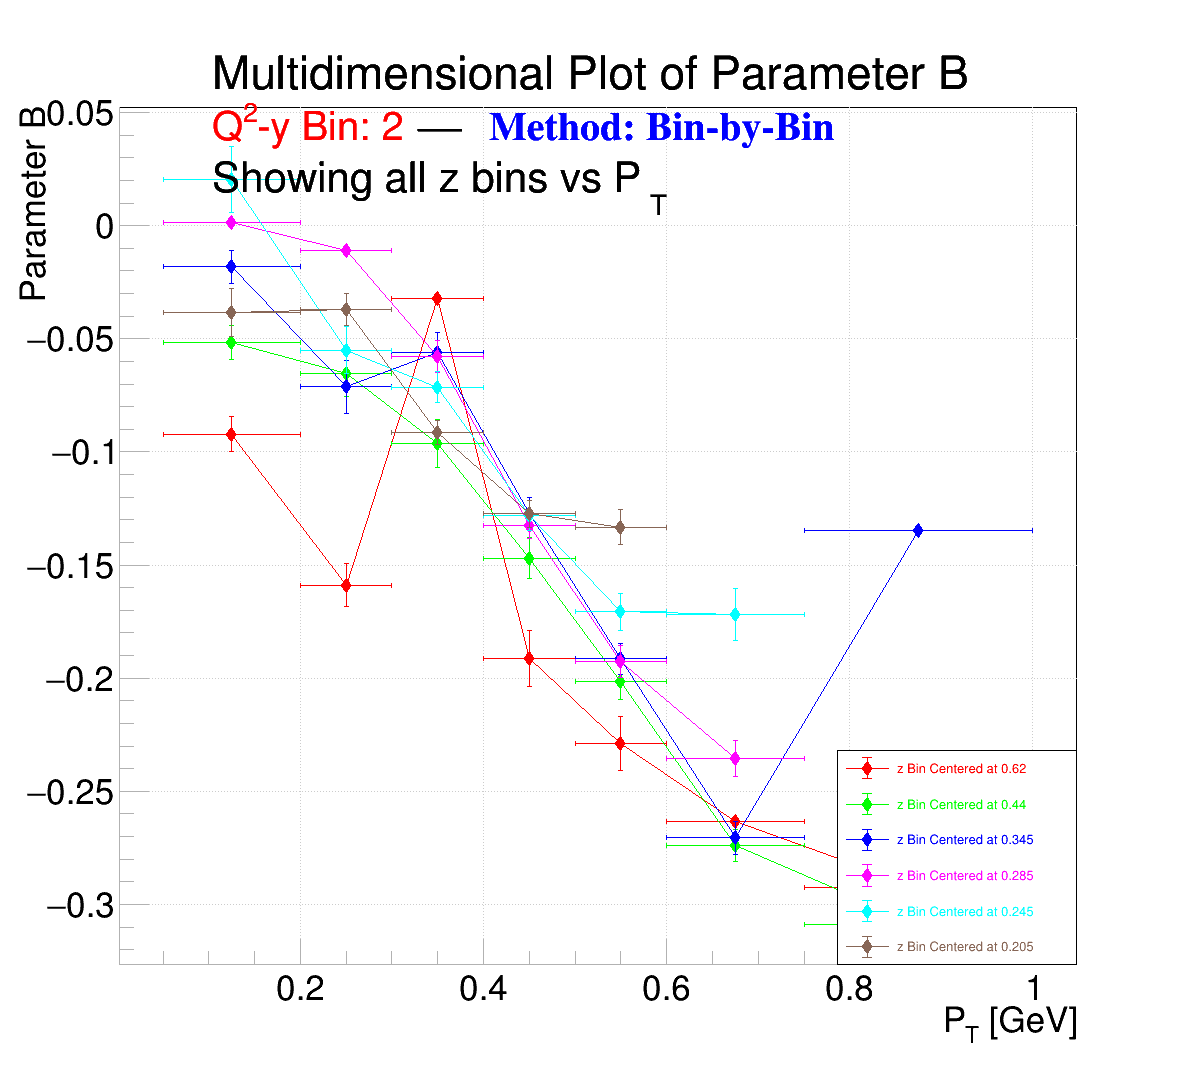 Multidimensional Plot of Parameter B
Q²-y Bin: 2 — Method: Bin-by-Bin
Showing all z bins vs P_T
Parameter B
0.05
0
−0.05
−0.1
−0.15
−0.2
−0.25
−0.3
z Bin Centered at 0.62
z Bin Centered at 0.44
z Bin Centered at 0.345
z Bin Centered at 0.285
z Bin Centered at 0.245
z Bin Centered at 0.205
0.2 0.4 0.6 0.8 1
P_T [GeV]